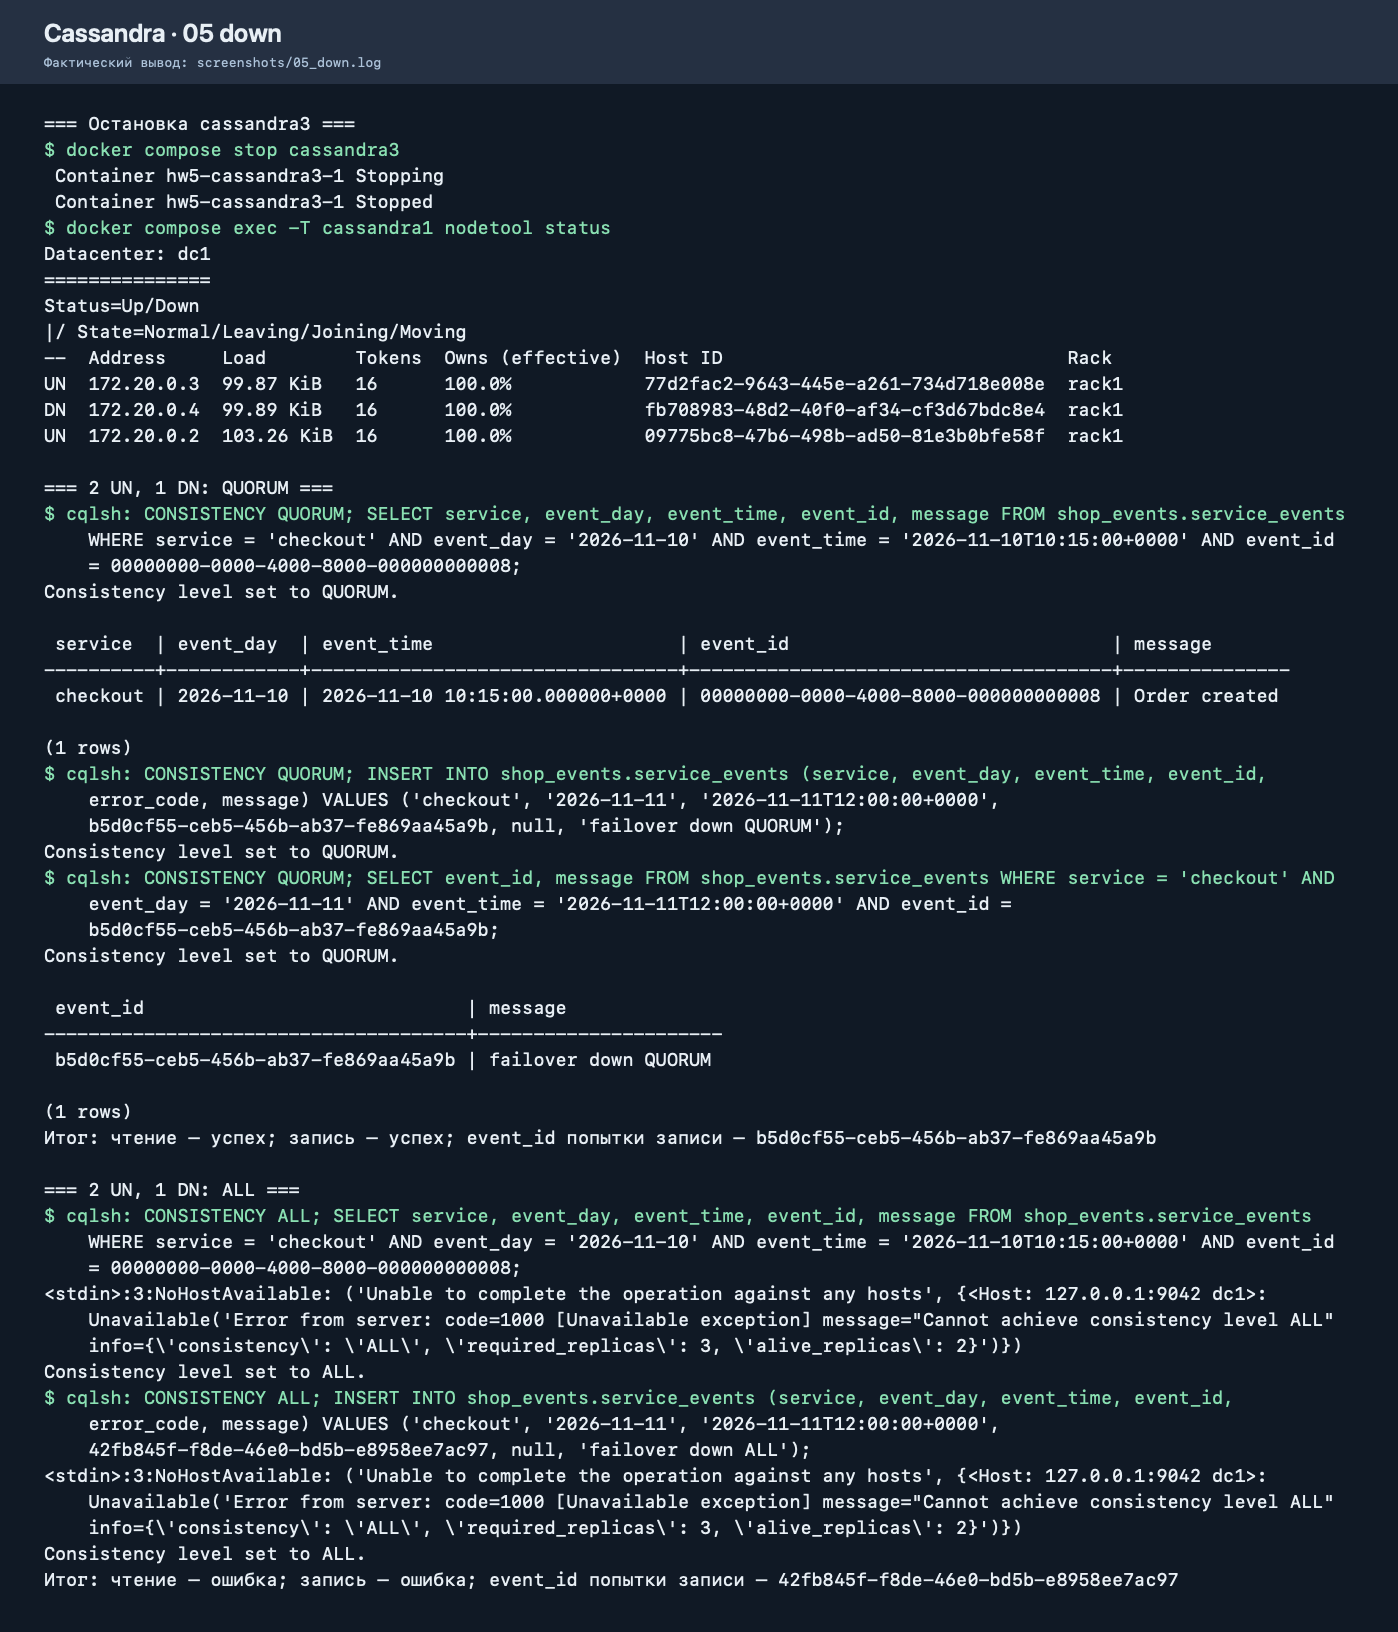 Cassandra · 05 down
Фактический вывод: screenshots/05_down.log
=== Остановка cassandra3 ===
$ docker compose stop cassandra3
 Container hw5-cassandra3-1 Stopping
 Container hw5-cassandra3-1 Stopped
$ docker compose exec -T cassandra1 nodetool status
Datacenter: dc1
===============
Status=Up/Down
|/ State=Normal/Leaving/Joining/Moving
--  Address     Load        Tokens  Owns (effective)  Host ID                               Rack
UN  172.20.0.3  99.87 KiB   16      100.0%            77d2fac2-9643-445e-a261-734d718e008e  rack1
DN  172.20.0.4  99.89 KiB   16      100.0%            fb708983-48d2-40f0-af34-cf3d67bdc8e4  rack1
UN  172.20.0.2  103.26 KiB  16      100.0%            09775bc8-47b6-498b-ad50-81e3b0bfe58f  rack1
=== 2 UN, 1 DN: QUORUM ===
$ cqlsh: CONSISTENCY QUORUM; SELECT service, event_day, event_time, event_id, message FROM shop_events.service_events
    WHERE service = 'checkout' AND event_day = '2026-11-10' AND event_time = '2026-11-10T10:15:00+0000' AND event_id
    = 00000000-0000-4000-8000-000000000008;
Consistency level set to QUORUM.
 service  | event_day  | event_time                      | event_id                             | message
----------+------------+---------------------------------+--------------------------------------+---------------
 checkout | 2026-11-10 | 2026-11-10 10:15:00.000000+0000 | 00000000-0000-4000-8000-000000000008 | Order created
(1 rows)
$ cqlsh: CONSISTENCY QUORUM; INSERT INTO shop_events.service_events (service, event_day, event_time, event_id,
    error_code, message) VALUES ('checkout', '2026-11-11', '2026-11-11T12:00:00+0000',
    b5d0cf55-ceb5-456b-ab37-fe869aa45a9b, null, 'failover down QUORUM');
Consistency level set to QUORUM.
$ cqlsh: CONSISTENCY QUORUM; SELECT event_id, message FROM shop_events.service_events WHERE service = 'checkout' AND
    event_day = '2026-11-11' AND event_time = '2026-11-11T12:00:00+0000' AND event_id =
    b5d0cf55-ceb5-456b-ab37-fe869aa45a9b;
Consistency level set to QUORUM.
 event_id                             | message
--------------------------------------+----------------------
 b5d0cf55-ceb5-456b-ab37-fe869aa45a9b | failover down QUORUM
(1 rows)
Итог: чтение — успех; запись — успех; event_id попытки записи — b5d0cf55-ceb5-456b-ab37-fe869aa45a9b
=== 2 UN, 1 DN: ALL ===
$ cqlsh: CONSISTENCY ALL; SELECT service, event_day, event_time, event_id, message FROM shop_events.service_events
    WHERE service = 'checkout' AND event_day = '2026-11-10' AND event_time = '2026-11-10T10:15:00+0000' AND event_id
    = 00000000-0000-4000-8000-000000000008;
<stdin>:3:NoHostAvailable: ('Unable to complete the operation against any hosts', {<Host: 127.0.0.1:9042 dc1>:
    Unavailable('Error from server: code=1000 [Unavailable exception] message="Cannot achieve consistency level ALL"
    info={\'consistency\': \'ALL\', \'required_replicas\': 3, \'alive_replicas\': 2}')})
Consistency level set to ALL.
$ cqlsh: CONSISTENCY ALL; INSERT INTO shop_events.service_events (service, event_day, event_time, event_id,
    error_code, message) VALUES ('checkout', '2026-11-11', '2026-11-11T12:00:00+0000',
    42fb845f-f8de-46e0-bd5b-e8958ee7ac97, null, 'failover down ALL');
<stdin>:3:NoHostAvailable: ('Unable to complete the operation against any hosts', {<Host: 127.0.0.1:9042 dc1>:
    Unavailable('Error from server: code=1000 [Unavailable exception] message="Cannot achieve consistency level ALL"
    info={\'consistency\': \'ALL\', \'required_replicas\': 3, \'alive_replicas\': 2}')})
Consistency level set to ALL.
Итог: чтение — ошибка; запись — ошибка; event_id попытки записи — 42fb845f-f8de-46e0-bd5b-e8958ee7ac97